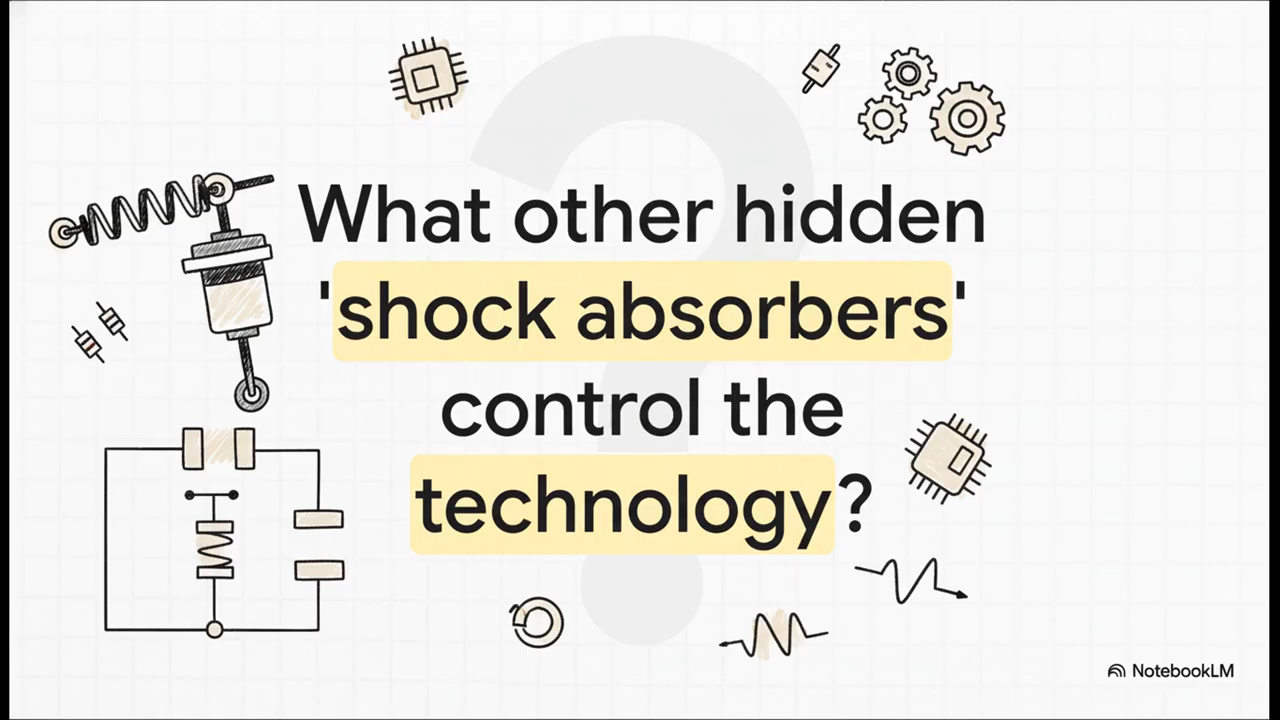 What other hidden
'shock absorbers'
control the
technology?
NotebookLM